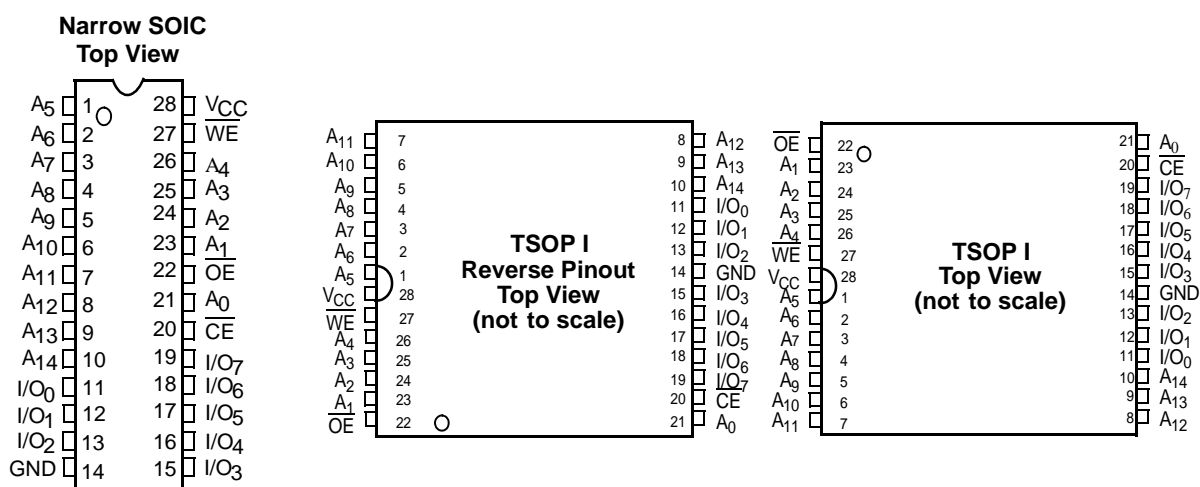 Narrow SOIC
Top View
A5 1 28 VCC
A6 2 27 WE
A7 3 26 A4
A8 4 25 A3
A9 5 24 A2
A10 6 23 A1
A11 7 22 OE
A12 8 21 A0
A13 9 20 CE
A14 10 19 I/O7
I/O0 11 18 I/O6
I/O1 12 17 I/O5
I/O2 13 16 I/O4
GND 14 15 I/O3
TSOP I
Reverse Pinout
Top View
(not to scale)
A11 7 8 A12
A10 6 9 A13
A9 5 10 A14
A8 4 11 I/O0
A7 3 12 I/O1
A6 2 13 I/O2
A5 1 14 GND
VCC 28 15 I/O3
WE 27 16 I/O4
A4 26 17 I/O5
A3 25 18 I/O6
A2 24 19 I/O7
A1 23 20 CE
OE 22 21 A0
TSOP I
Top View
(not to scale)
OE 22 21 A0
A1 23 20 CE
A2 24 19 I/O7
A3 25 18 I/O6
A4 26 17 I/O5
WE 27 16 I/O4
VCC 28 15 I/O3
A5 1 14 GND
A6 2 13 I/O2
A7 3 12 I/O1
A8 4 11 I/O0
A9 5 10 A14
A10 6 9 A13
A11 7 8 A12